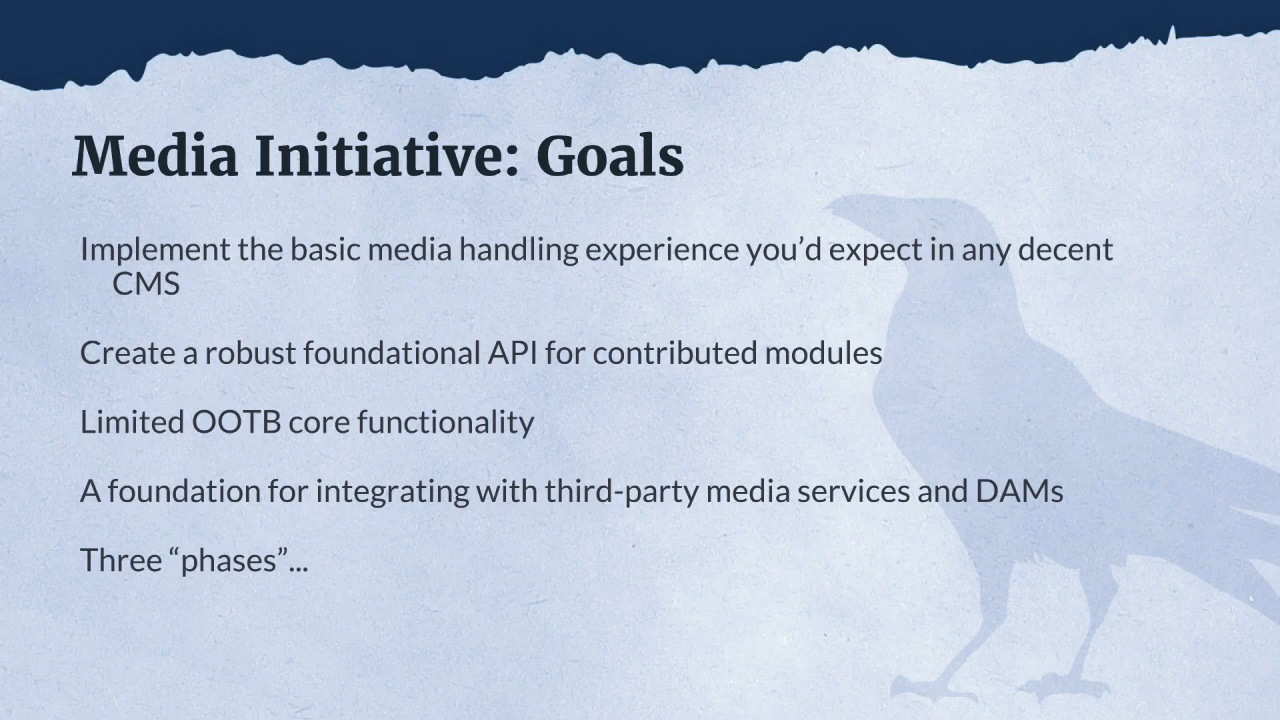 Media Initiative: Goals
Implement the basic media handling experience you’d expect in any decent
CMS
Create a robust foundational API for contributed modules
Limited OOTB core functionality
A foundation for integrating with third-party media services and DAMs
Three “phases”...